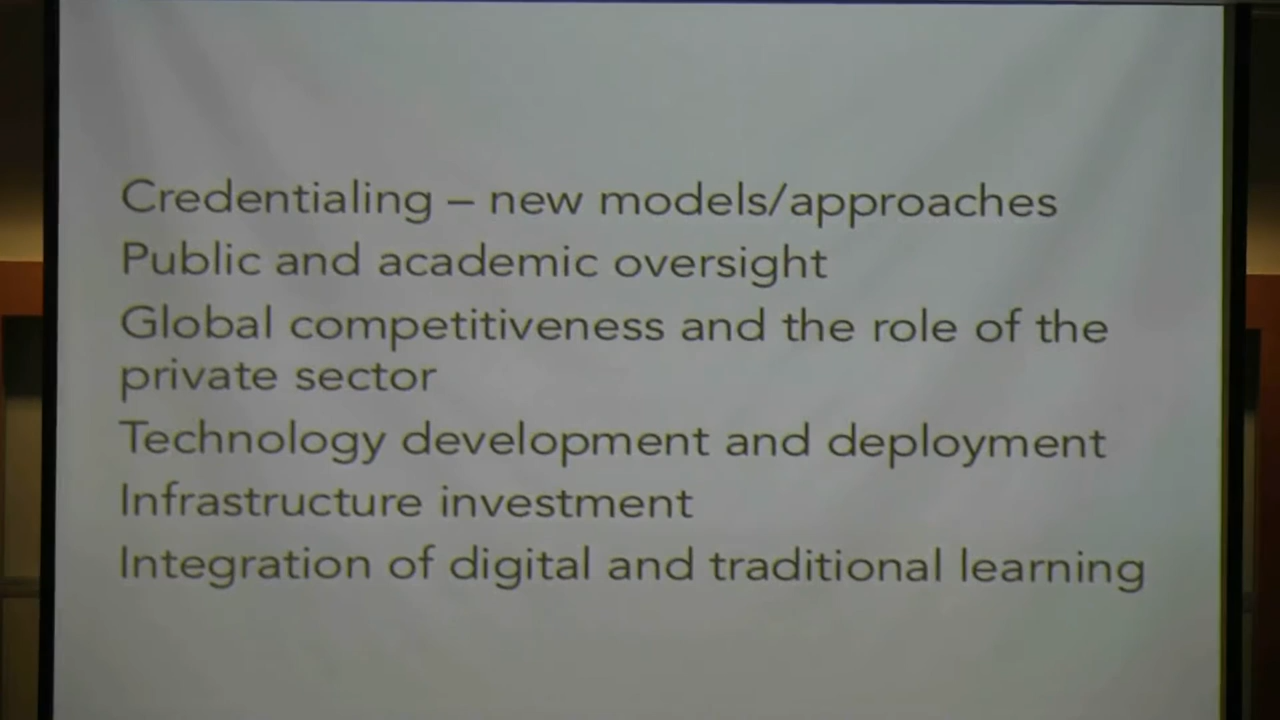 Credentialing – new models/approaches
Public and academic oversight
Global competitiveness and the role of the
private sector
Technology development and deployment
Infrastructure investment
Integration of digital and traditional learning